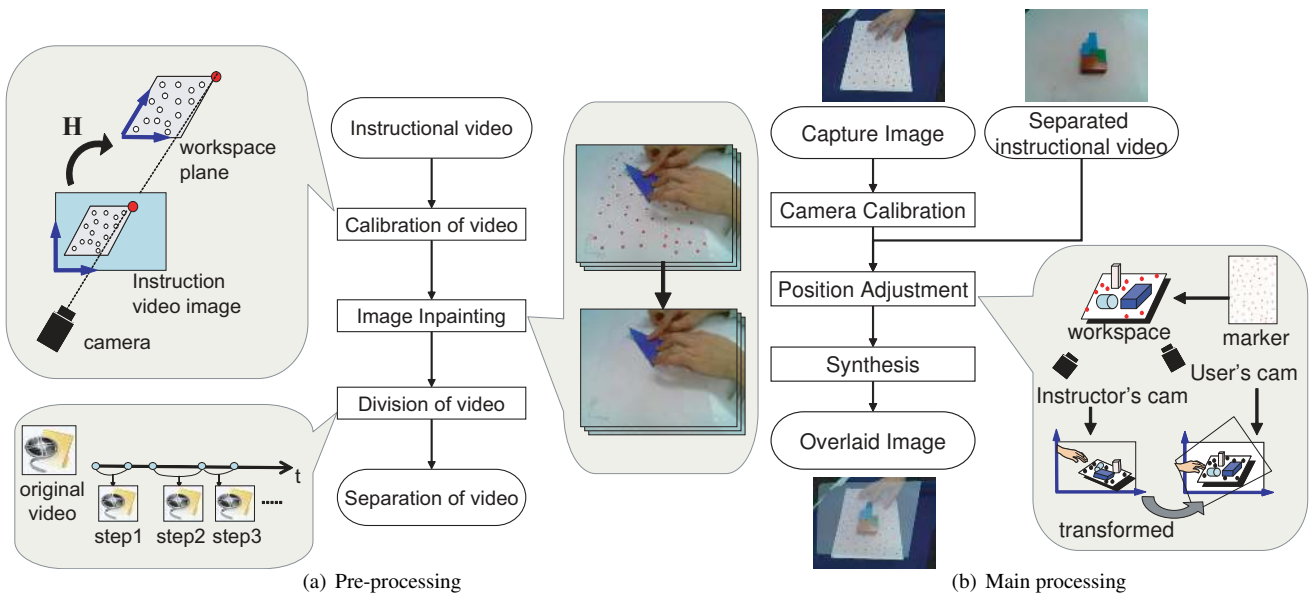 H
workspace
plane
Instruction
video image
camera
Instructional video
Calibration of video
Image Inpainting
Division of video
Separation of video
original
video
t
step1
step2
step3
.....
(a) Pre-processing
Capture Image
Separated
instructional video
Camera Calibration
Position Adjustment
Synthesis
Overlaid Image
workspace
marker
Instructor's cam
User's cam
transformed
(b) Main processing